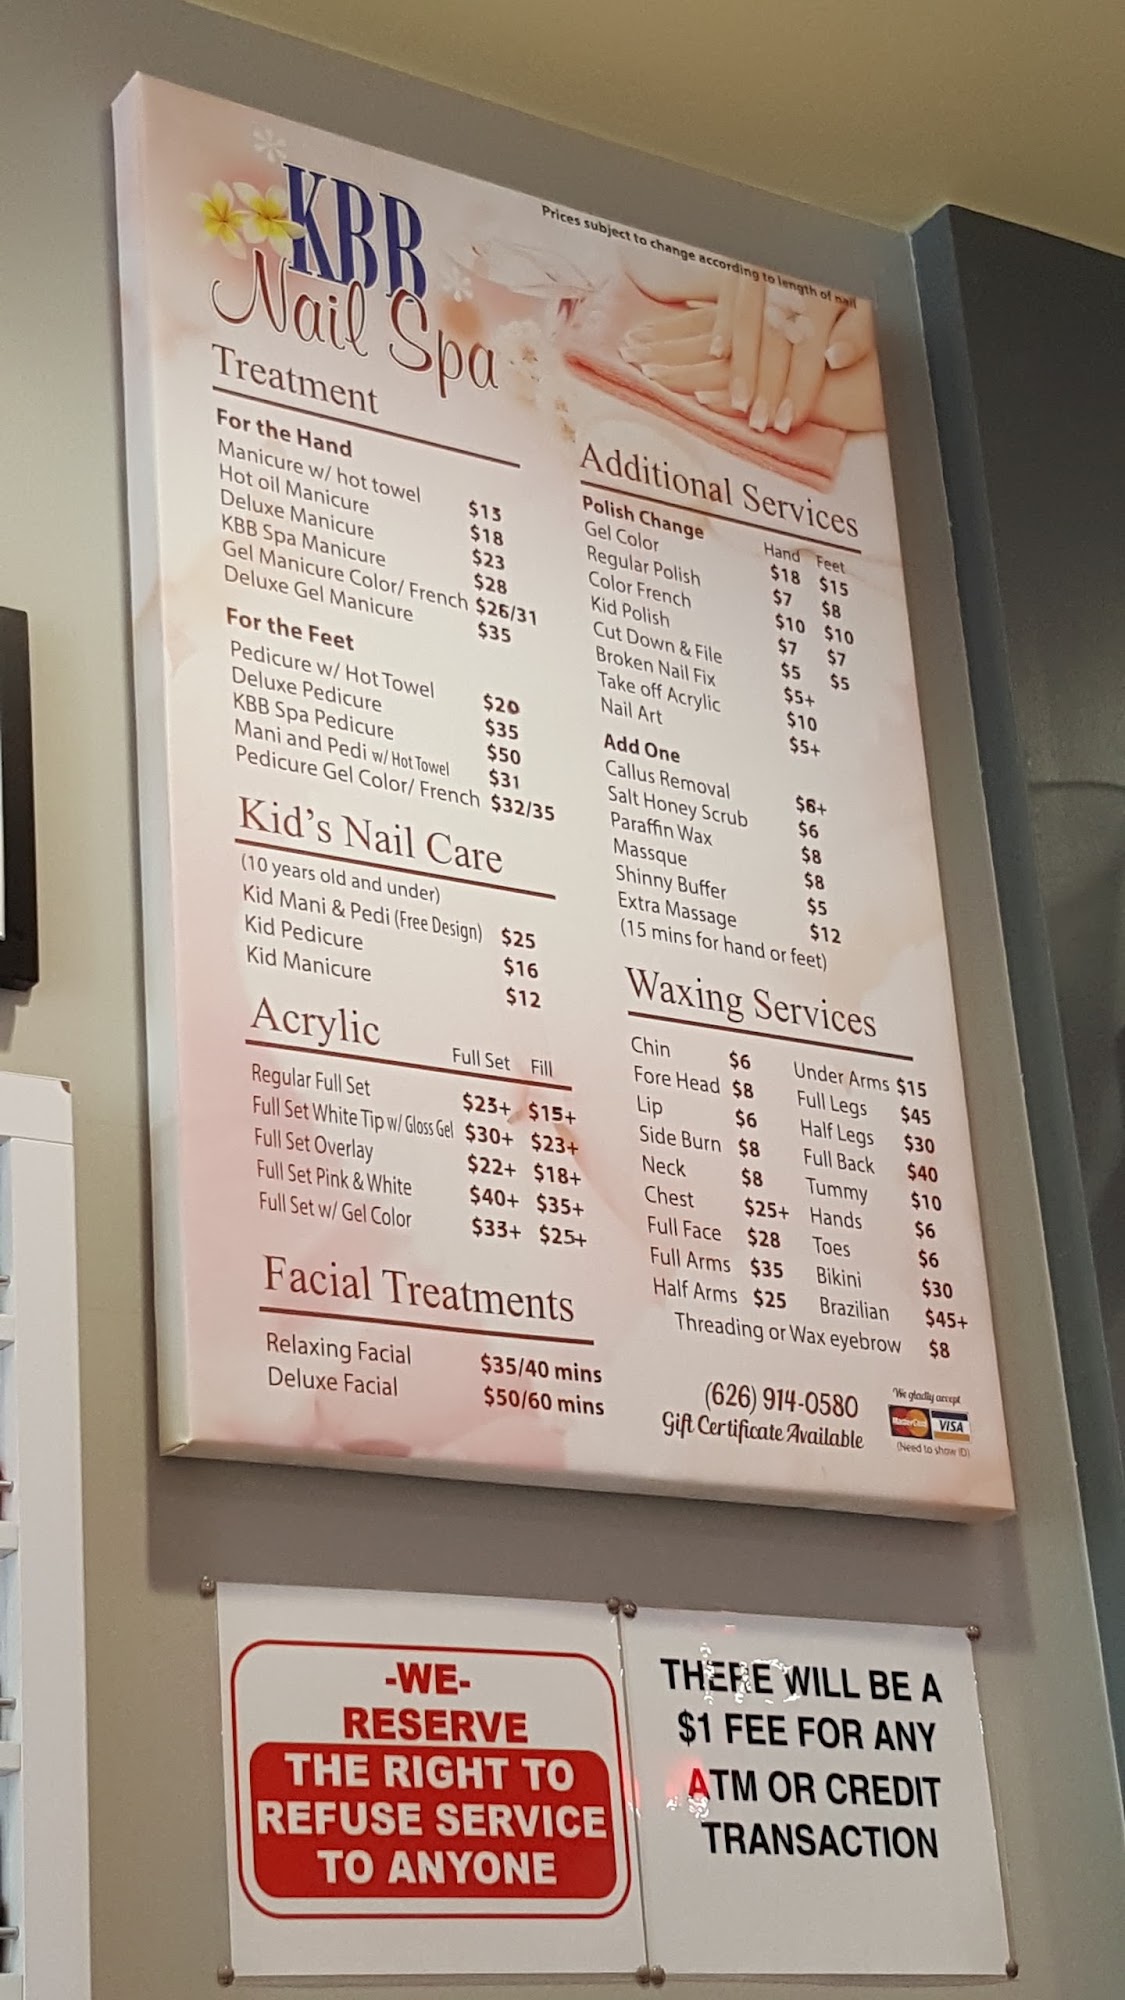 KBB
Nail Spa
Prices subject to change according to length of nail
Treatment
For the Hand
Manicure w/ hot towel $13
Hot oil Manicure $18
Deluxe Manicure $23
KBB Spa Manicure $28
Gel Manicure Color/ French $26/31
Deluxe Gel Manicure $35
For the Feet
Pedicure w/ Hot Towel $20
Deluxe Pedicure $35
KBB Spa Pedicure $50
Mani and Pedi w/ Hot Towel $31
Pedicure Gel Color/ French $32/35
Kid's Nail Care
(10 years old and under)
Kid Mani & Pedi (Free Design) $25
Kid Pedicure $16
Kid Manicure $12
Acrylic
Full Set Fill
Regular Full Set $23+ $15+
Full Set White Tip w/ Gloss Gel $30+ $23+
Full Set Overlay $22+ $18+
Full Set Pink & White $40+ $35+
Full Set w/ Gel Color $33+ $25+
Facial Treatments
Relaxing Facial $35/40 mins
Deluxe Facial $50/60 mins
Additional Services
Polish Change Hand Feet
Gel Color $18 $15
Regular Polish $7 $8
Color French $10 $10
Kid Polish $7 $7
Cut Down & File $5 $5
Broken Nail Fix $5+
Take off Acrylic $10
Nail Art $5+
Add One
Callus Removal $6+
Salt Honey Scrub $6
Paraffin Wax $8
Massque $8
Shinny Buffer $5
Extra Massage $12
(15 mins for hand or feet)
Waxing Services
Chin $6 Under Arms $15
Fore Head $8 Full Legs $45
Lip $6 Half Legs $30
Side Burn $8 Full Back $40
Neck $8 Tummy $10
Chest $25+ Hands $6
Full Face $28 Toes $6
Full Arms $35 Bikini $30
Half Arms $25 Brazilian $45+
Threading or Wax eyebrow $8
(626) 914-0580
Gift Certificate Available
We gladly accept
MasterCard VISA
(Need to show ID)
-WE-
RESERVE
THE RIGHT TO
REFUSE SERVICE
TO ANYONE
THERE WILL BE A
$1 FEE FOR ANY
ATM OR CREDIT
TRANSACTION